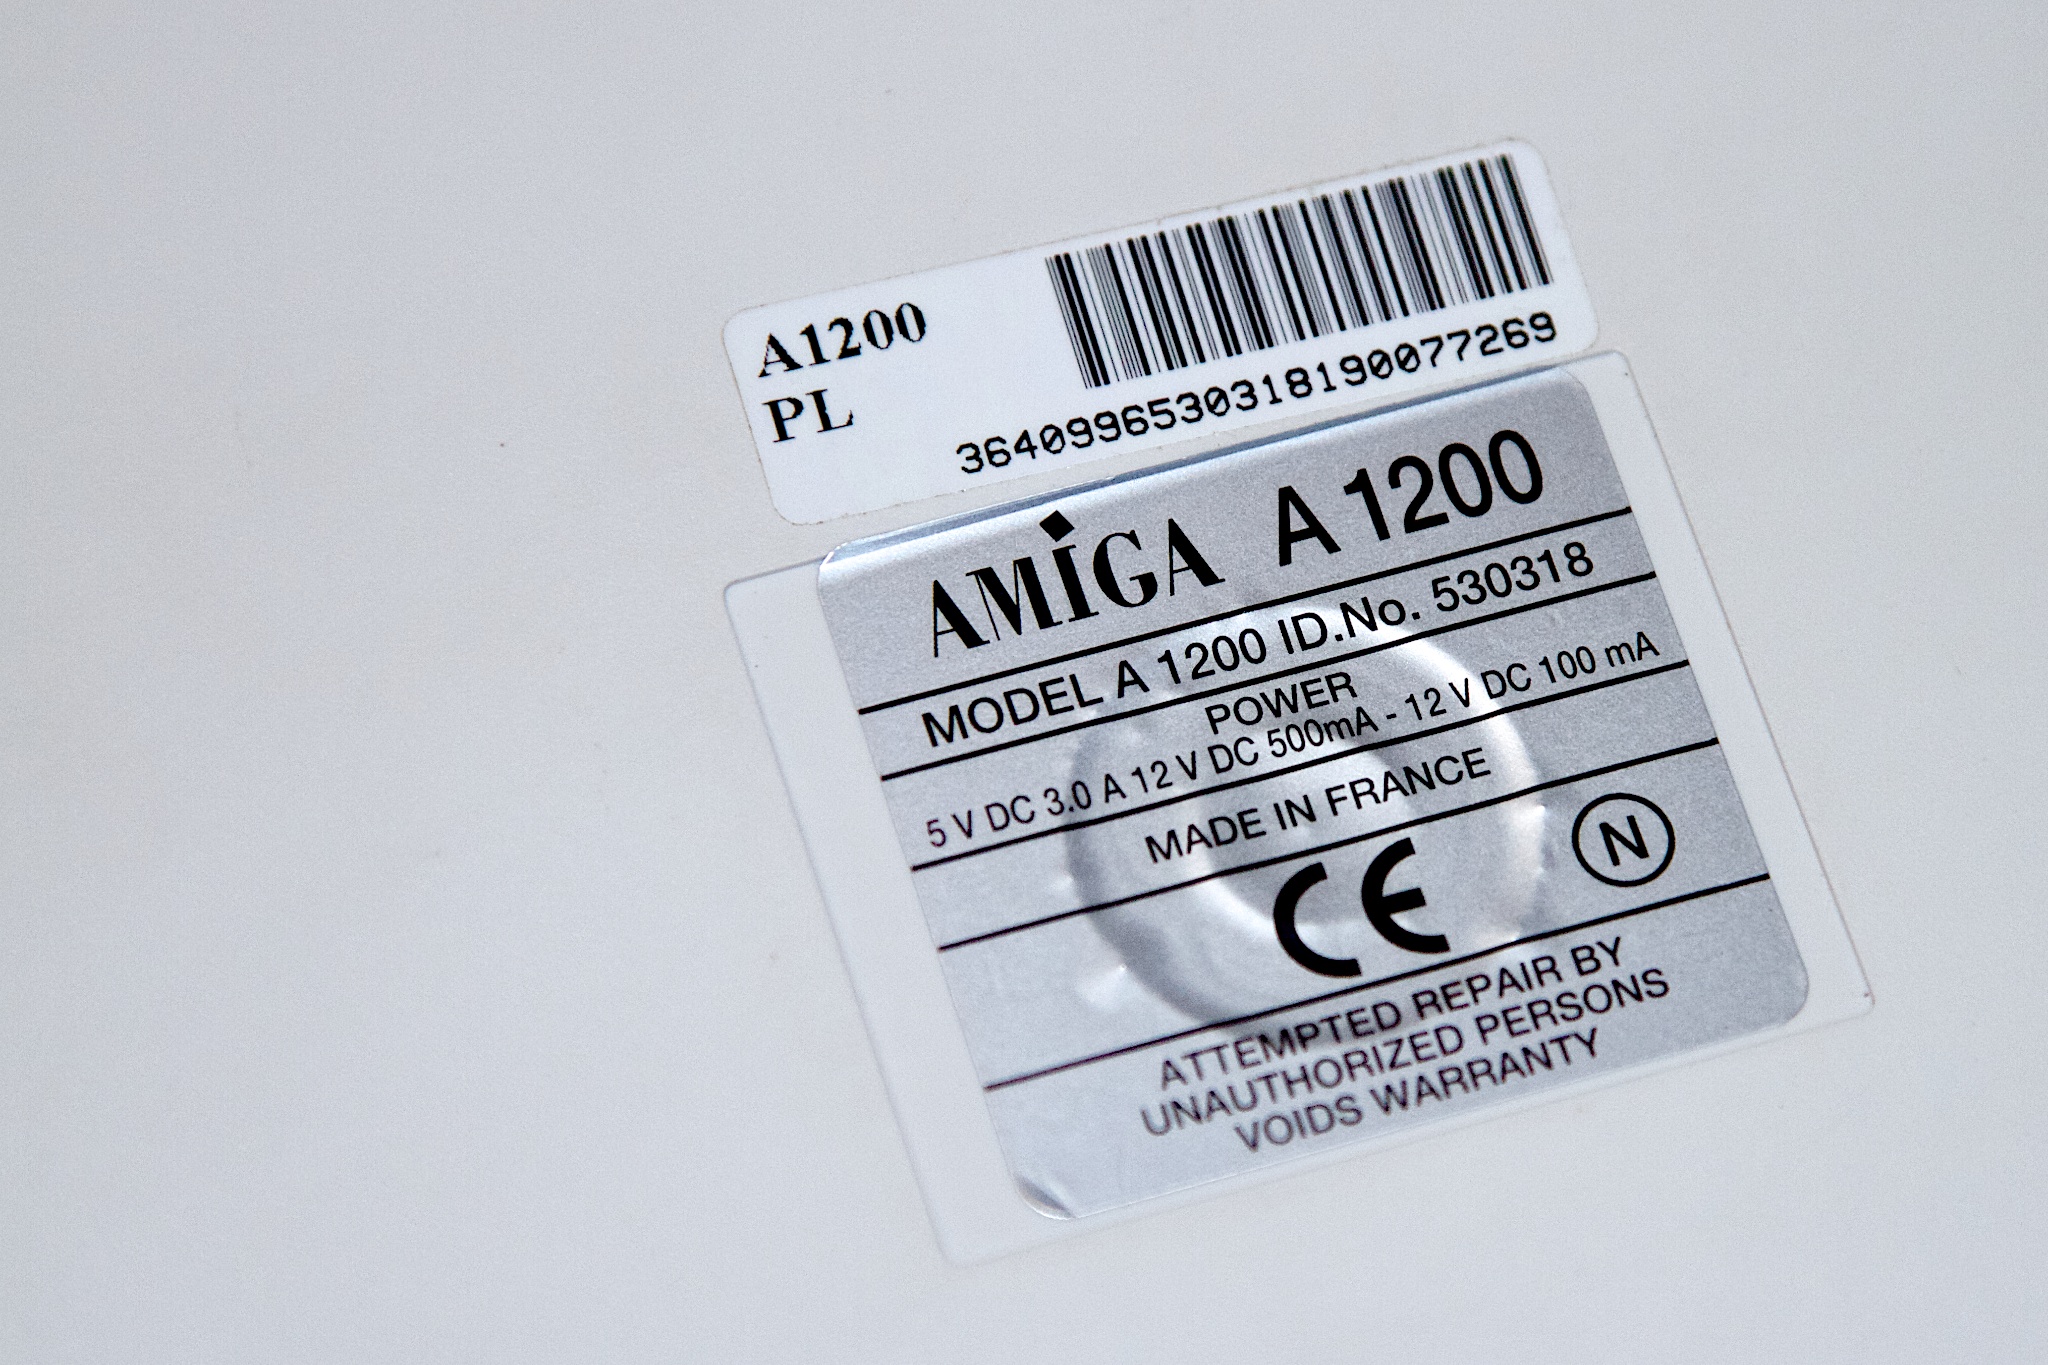 A1200
PL
3640996530318190077269
AMIGA A 1200
MODEL A 1200 ID.No. 530318
POWER
5 V DC 3.0 A 12 V DC 500mA - 12 V DC 100 mA
MADE IN FRANCE
CE
N
ATTEMPTED REPAIR BY
UNAUTHORIZED PERSONS
VOIDS WARRANTY